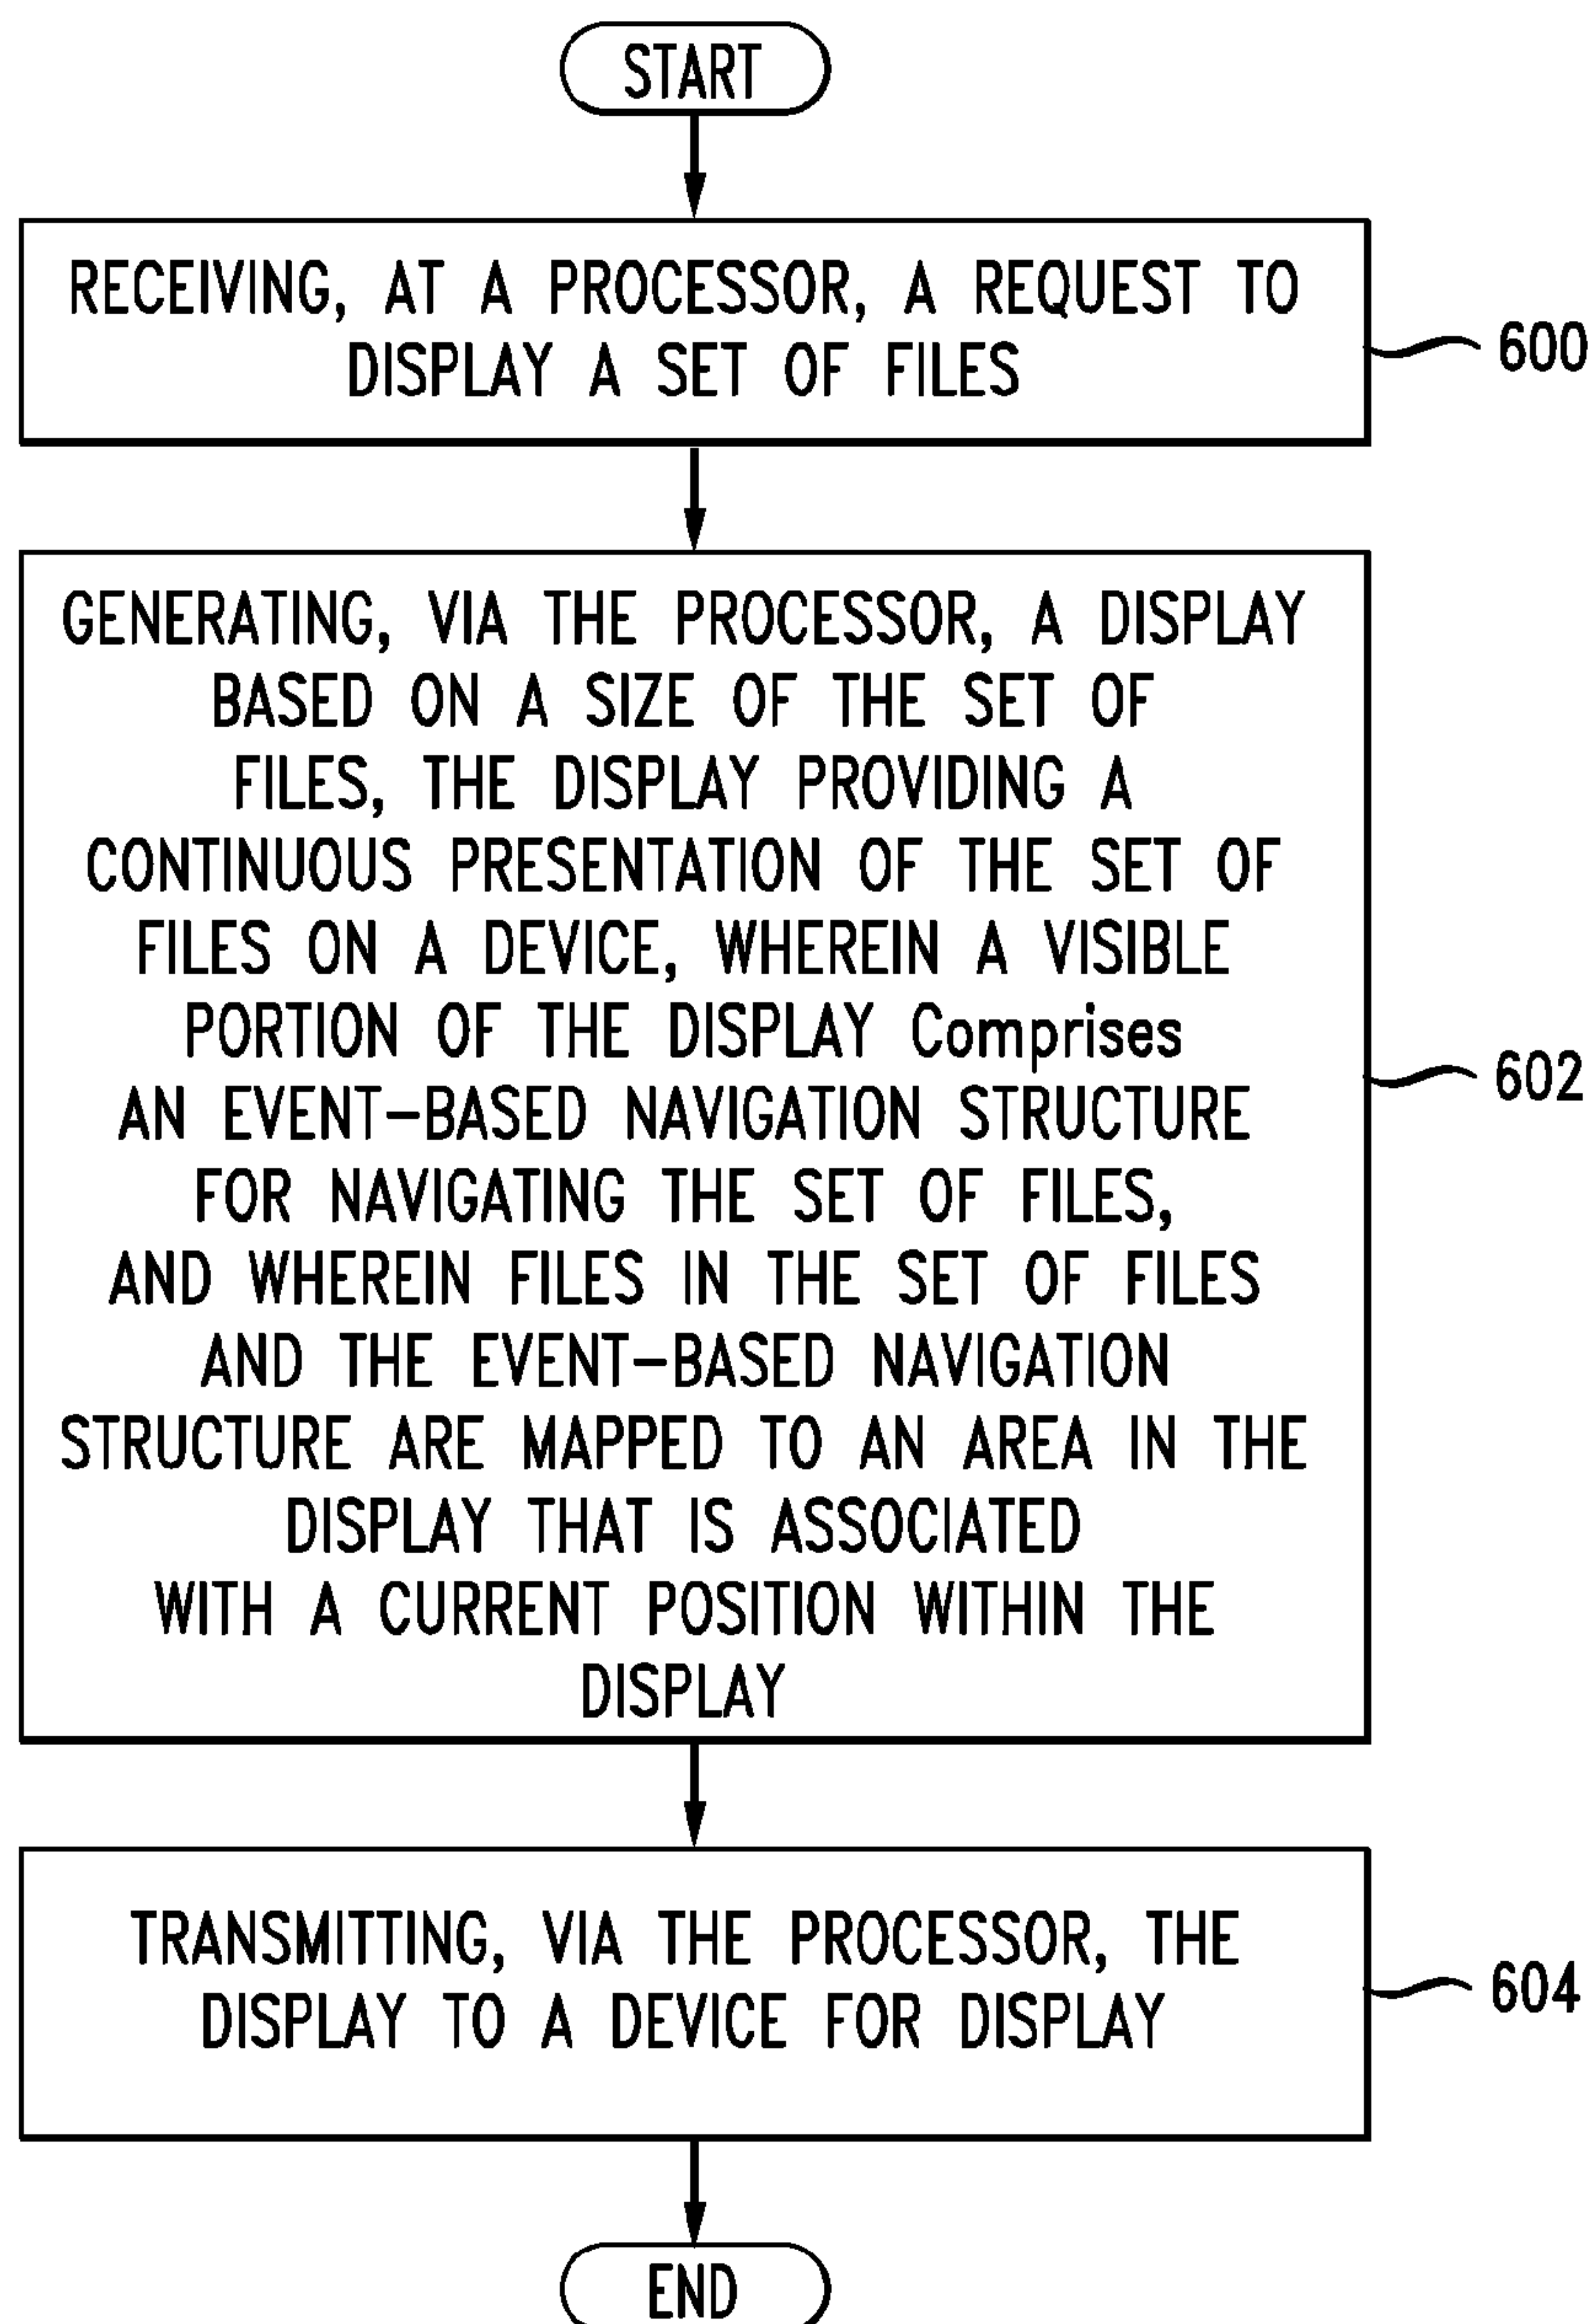 START
RECEIVING, AT A PROCESSOR, A REQUEST TO
DISPLAY A SET OF FILES
600
GENERATING, VIA THE PROCESSOR, A DISPLAY
BASED ON A SIZE OF THE SET OF
FILES, THE DISPLAY PROVIDING A
CONTINUOUS PRESENTATION OF THE SET OF
FILES ON A DEVICE, WHEREIN A VISIBLE
PORTION OF THE DISPLAY Comprises
AN EVENT-BASED NAVIGATION STRUCTURE
FOR NAVIGATING THE SET OF FILES,
AND WHEREIN FILES IN THE SET OF FILES
AND THE EVENT-BASED NAVIGATION
STRUCTURE ARE MAPPED TO AN AREA IN THE
DISPLAY THAT IS ASSOCIATED
WITH A CURRENT POSITION WITHIN THE
DISPLAY
602
TRANSMITTING, VIA THE PROCESSOR, THE
DISPLAY TO A DEVICE FOR DISPLAY
604
END